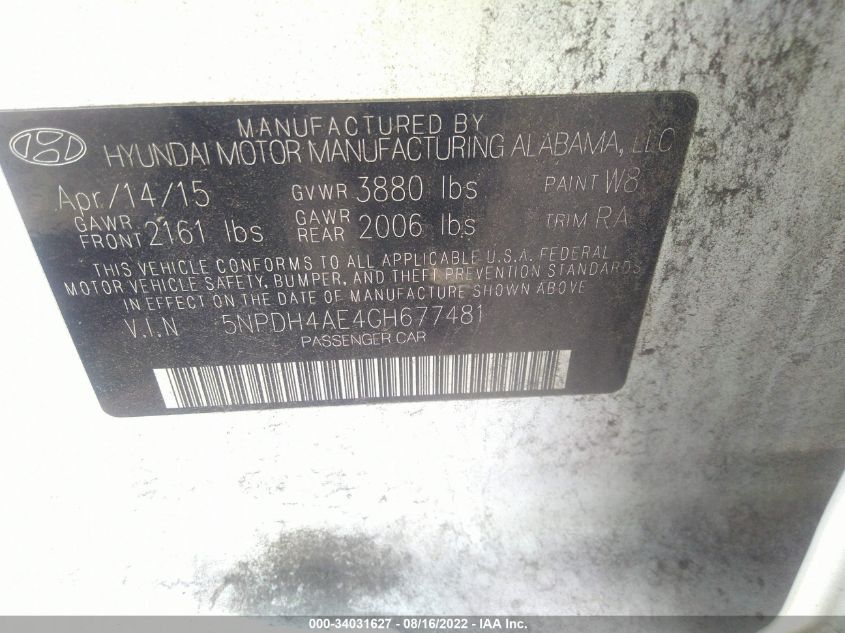 MANUFACTURED BY
HYUNDAI MOTOR MANUFACTURING ALABAMA, LLC
Apr/14/15 GVWR 3880 lbs PAINT W8
GAWR FRONT 2161 lbs GAWR REAR 2006 lbs TRIM RA
THIS VEHICLE CONFORMS TO ALL APPLICABLE U.S.A. FEDERAL
MOTOR VEHICLE SAFETY, BUMPER, AND THEFT PREVENTION STANDARDS
IN EFFECT ON THE DATE OF MANUFACTURE SHOWN ABOVE
V.I.N 5NPDH4AE4GH677481
PASSENGER CAR
000-34031627 - 08/16/2022 - IAA Inc.